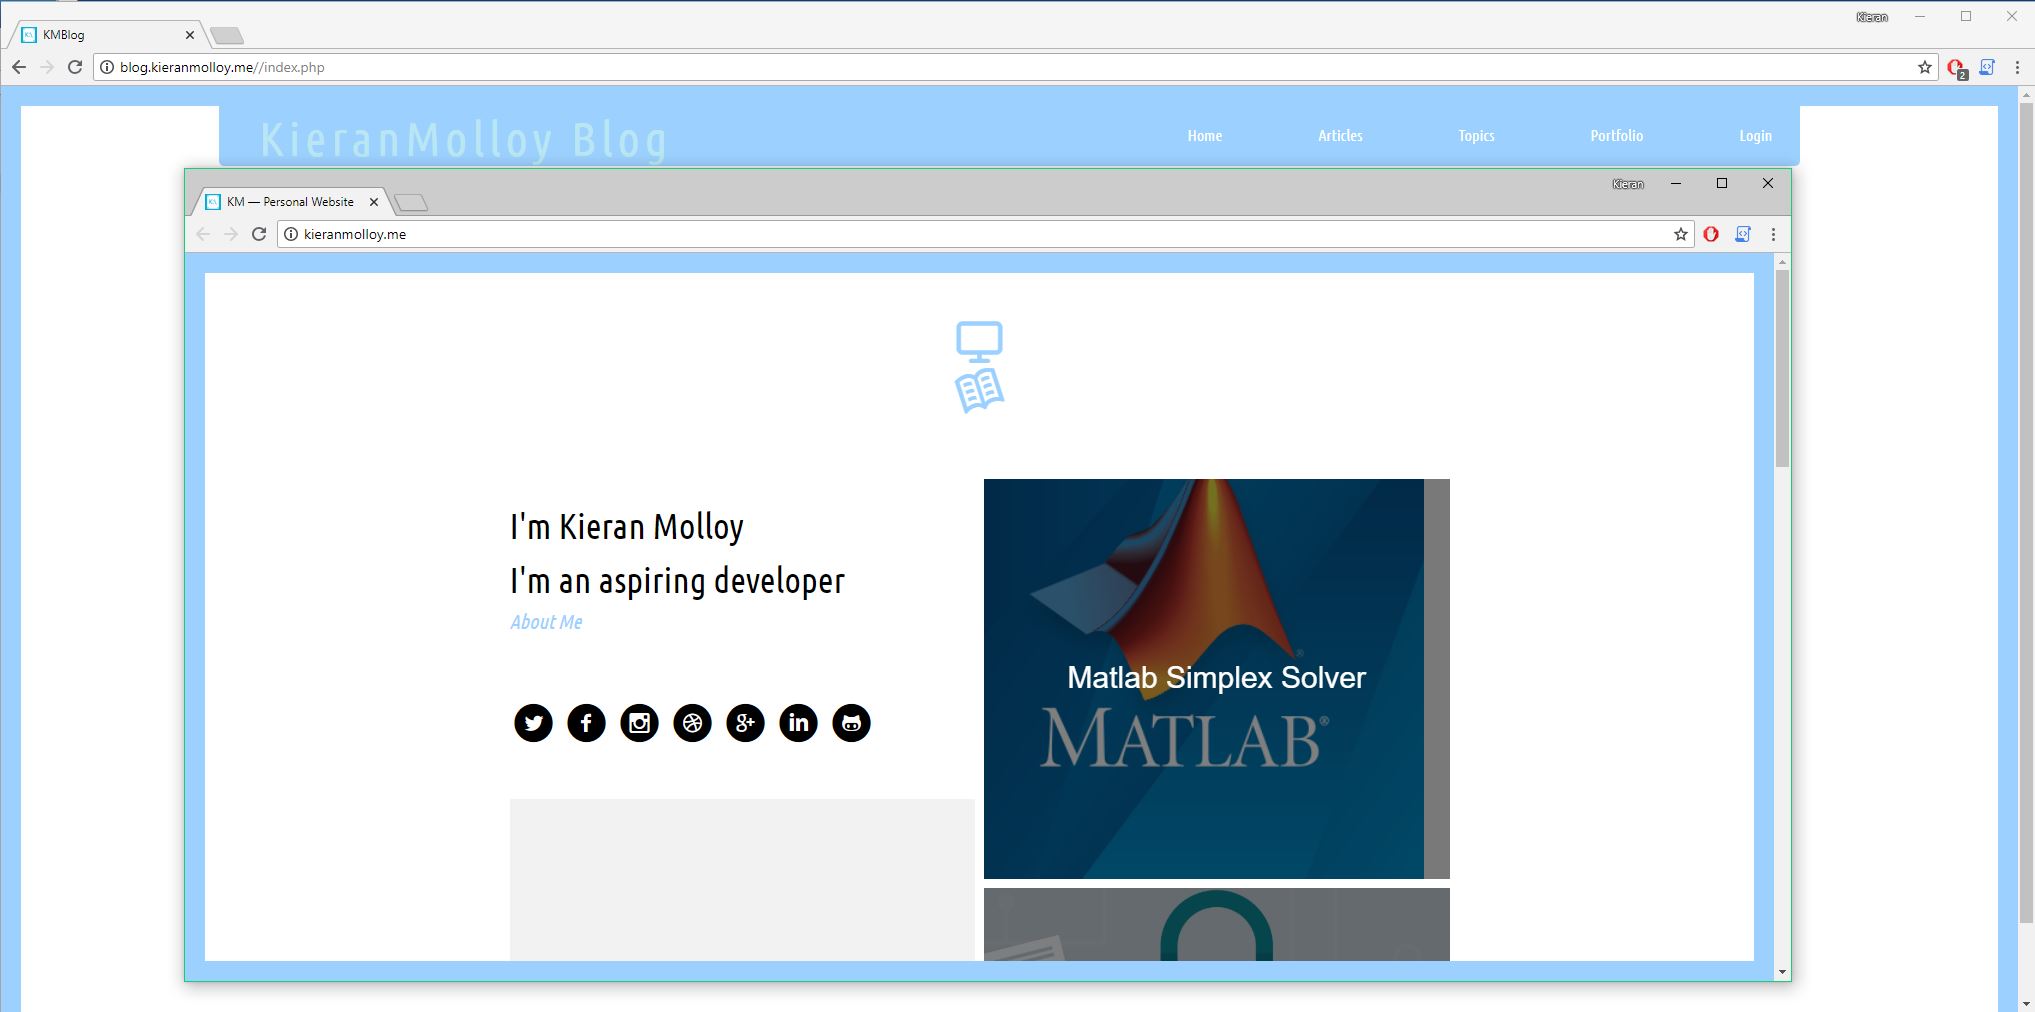 Kieran
KMBlog
blog.kieranmolloy.me//index.php
2
KieranMolloy Blog
Home
Articles
Topics
Portfolio
Login
Kieran
KM — Personal Website
kieranmolloy.me
I'm Kieran Molloy
I'm an aspiring developer
About Me
Matlab Simplex Solver
MATLAB®